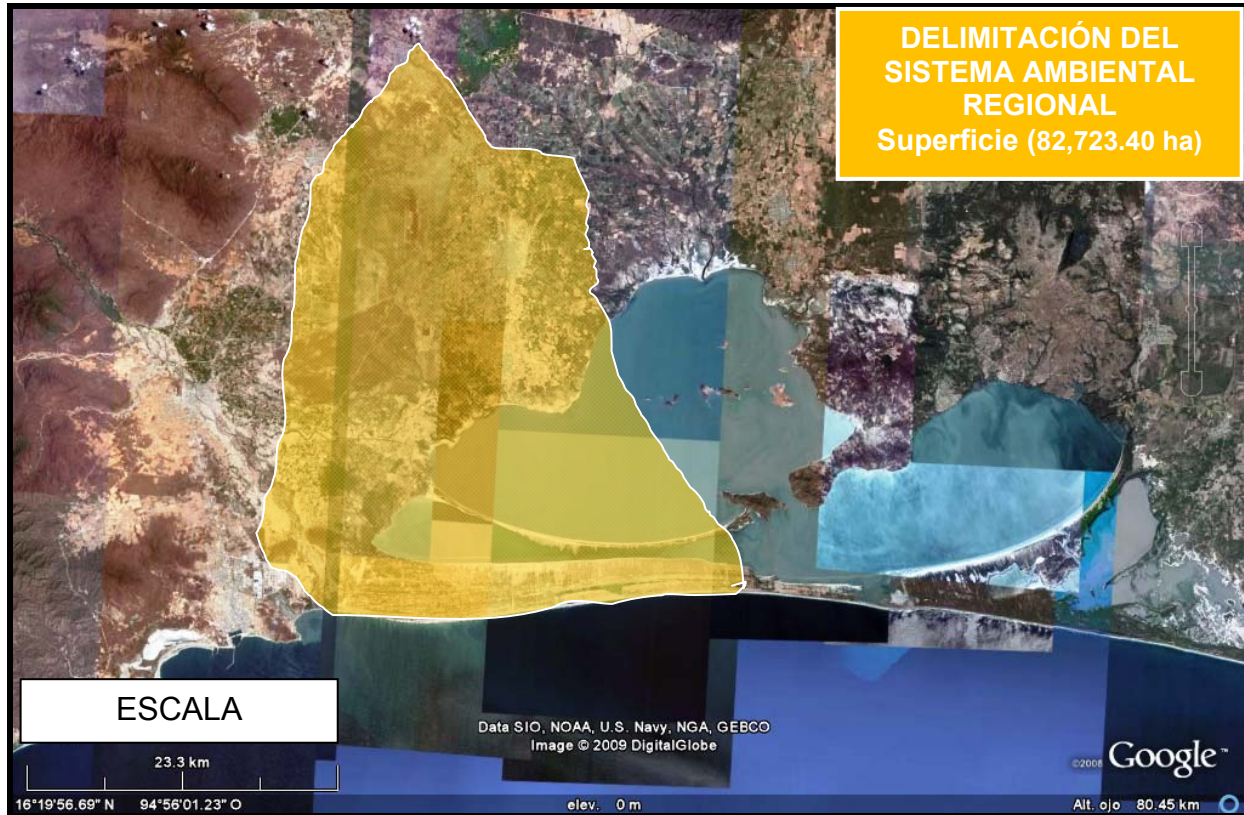 DELIMITACIÓN DEL
SISTEMA AMBIENTAL
REGIONAL
Superficie (82,723.40 ha)
ESCALA
23.3 km
Data SIO, NOAA, U.S. Navy, NGA, GEBCO
Image © 2009 DigitalGlobe
©2008 Google™
16°19'56.69" N 94°56'01.23" O elev. 0 m Alt. ojo 80.45 km